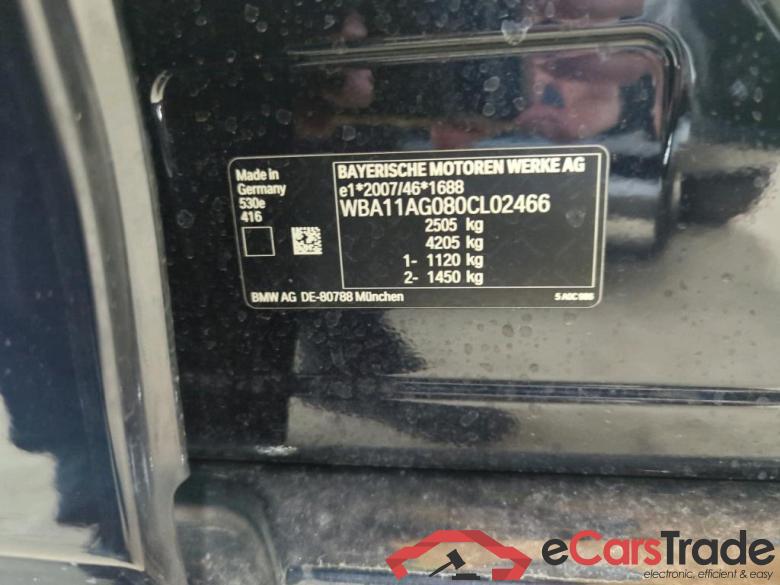 Made in
Germany
530e
416
BAYERISCHE MOTOREN WERKE AG
e1*2007/46*1688
WBA11AG080CL02466
2505 kg
4205 kg
1- 1120 kg
2- 1450 kg
BMW AG DE-80788 München
eCarsTrade
electronic, efficient & easy